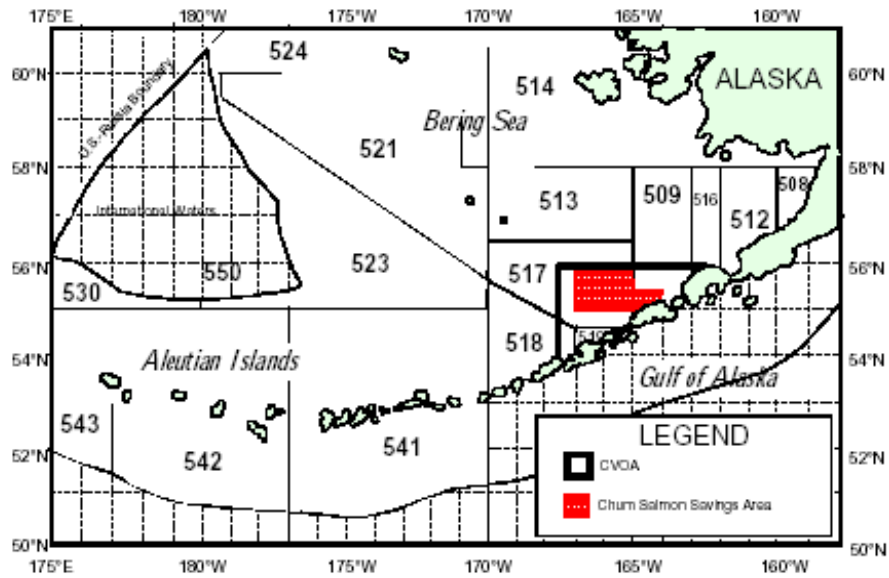 175°E 180°W 175°W 170°W 165°W 160°W
524
60°N 60°N
514 ALASKA
U.S.-Russia Boundary
Bering Sea
521
58°N 58°N
508
509 516
513 512
International Waters
517
523
56°N 550 56°N
530
519
518
54°N Aleutian Islands 54°N
Gulf of Alaska
543 LEGEND
541
542 CVOA
52°N 52°N
Chum Salmon Savings Area
50°N 50°N
175°E 180°W 175°W 170°W 165°W 160°W